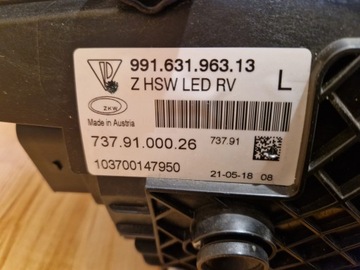 991.631.963.13
Z HSW LED RV
L
ZKW
Made in Austria
737.91.000.26
737.91
103700147950
21-05-18 08